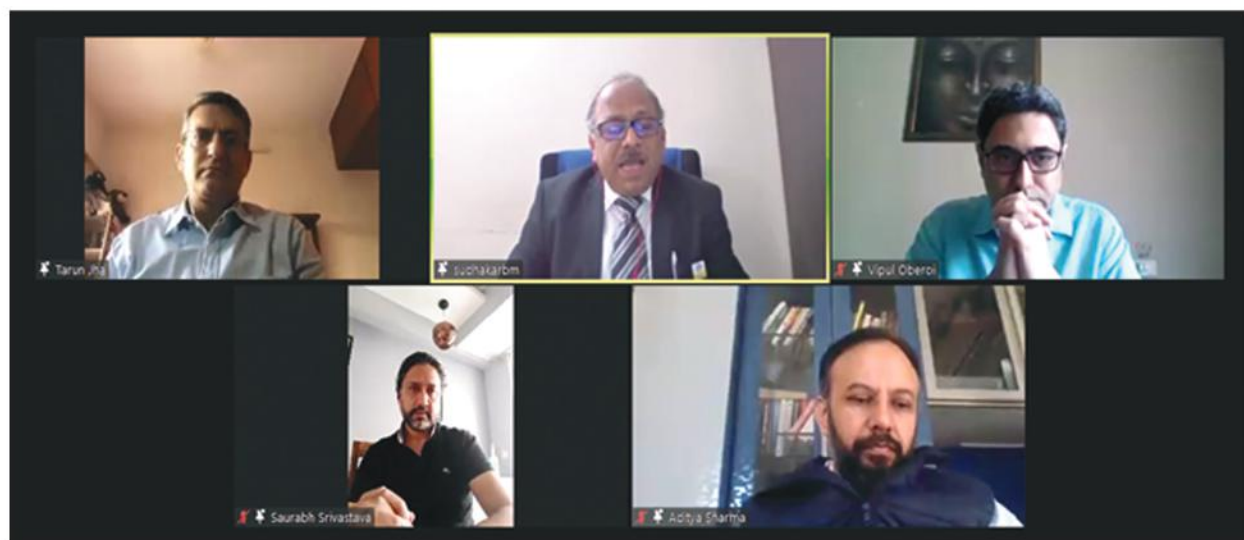 Tarun Jha
sudhakarbm
Vipul Oberoi
Saurabh Srivastava
Aditya Sharma